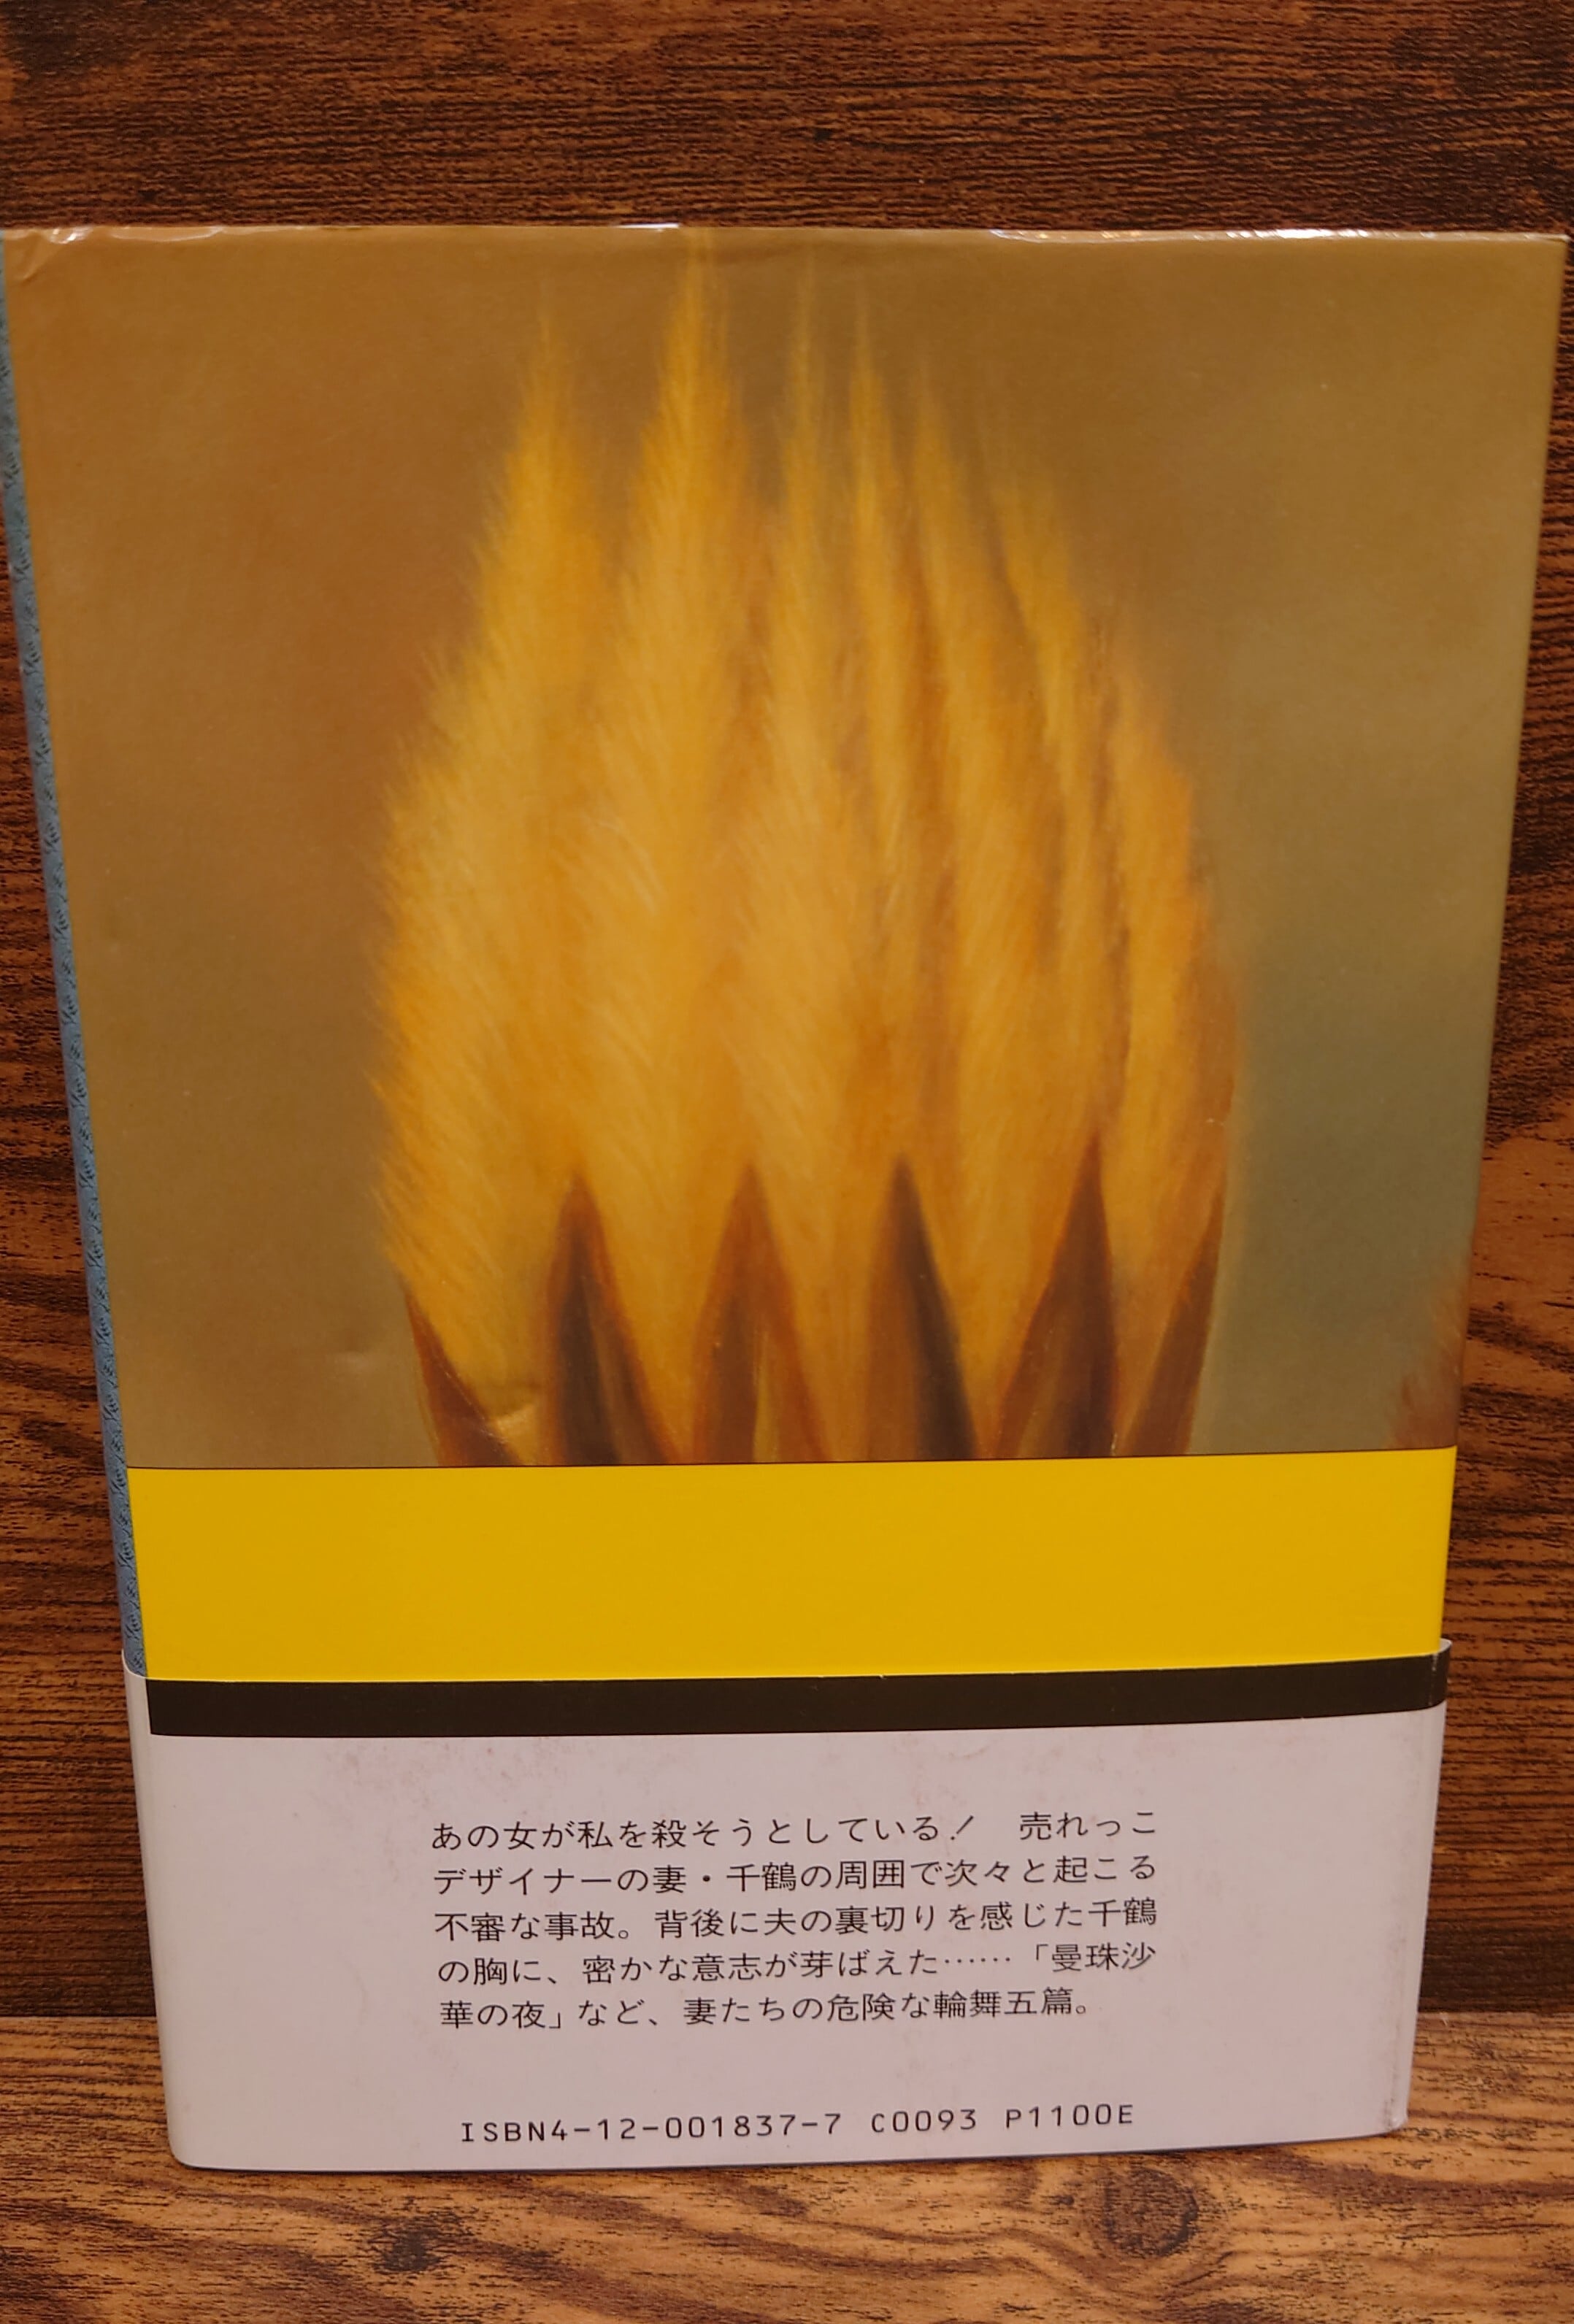 あの女が私を殺そうとしている！　売れっこ
デザイナーの妻・千鶴の周囲で次々と起こる
不審な事故。背後に夫の裏切りを感じた千鶴
の胸に、密かな意志が芽ばえた……「曼珠沙
華の夜」など、妻たちの危険な輪舞五篇。
ISBN4-12-001837-7 C0093 P1100E